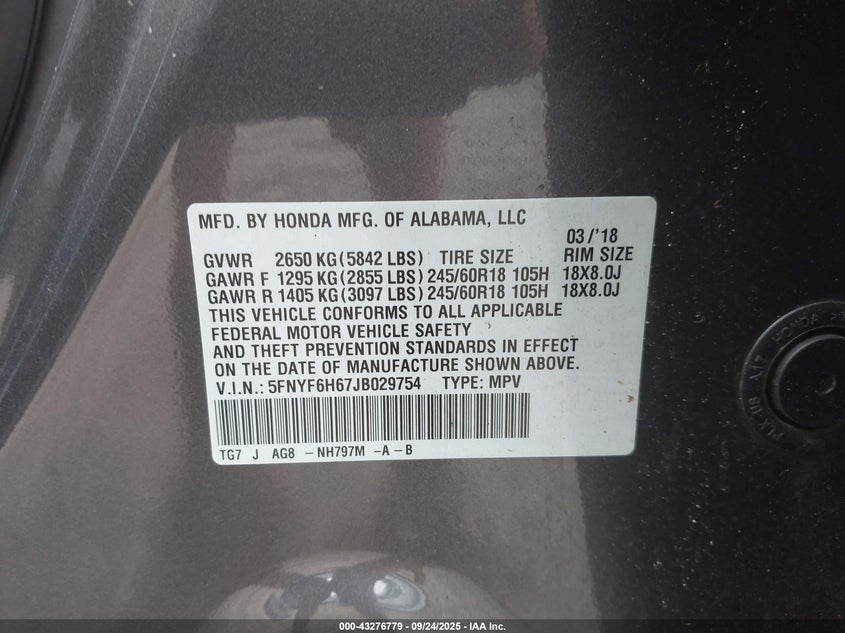 MFD. BY HONDA MFG. OF ALABAMA, LLC
03/'18
GVWR 2650 KG(5842 LBS) TIRE SIZE RIM SIZE
GAWR F 1295 KG(2855 LBS) 245/60R18 105H 18X8.0J
GAWR R 1405 KG(3097 LBS) 245/60R18 105H 18X8.0J
THIS VEHICLE CONFORMS TO ALL APPLICABLE
FEDERAL MOTOR VEHICLE SAFETY
AND THEFT PREVENTION STANDARDS IN EFFECT
ON THE DATE OF MANUFACTURE SHOWN ABOVE.
V.I.N.: 5FNYF6H67JB029754 TYPE: MPV
TG7 J AG8 -NH797M -A-B
HONDA
000-43276779 - 09/24/2025 - IAA Inc.